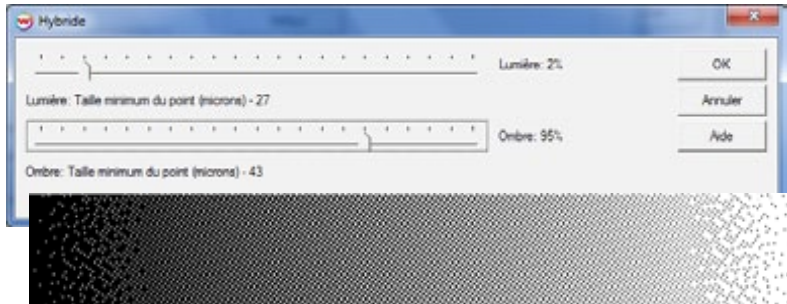 Hybride
Lumière: 2%
OK
Lumière: Taille minimum du point (microns) - 27
Annuler
Ombre: 95%
Aide
Ombre: Taille minimum du point (microns) - 43